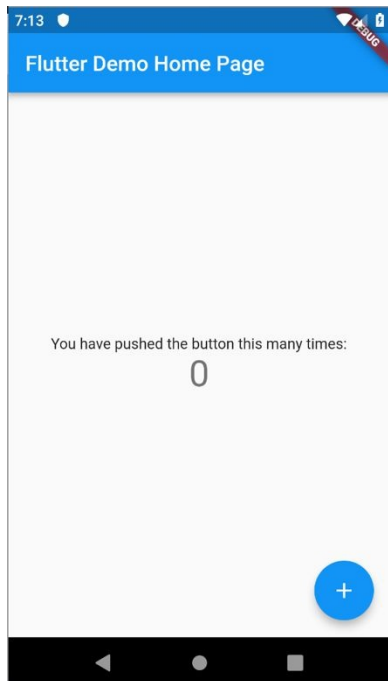 7:13
DEBUG
Flutter Demo Home Page
You have pushed the button this many times:
0
+